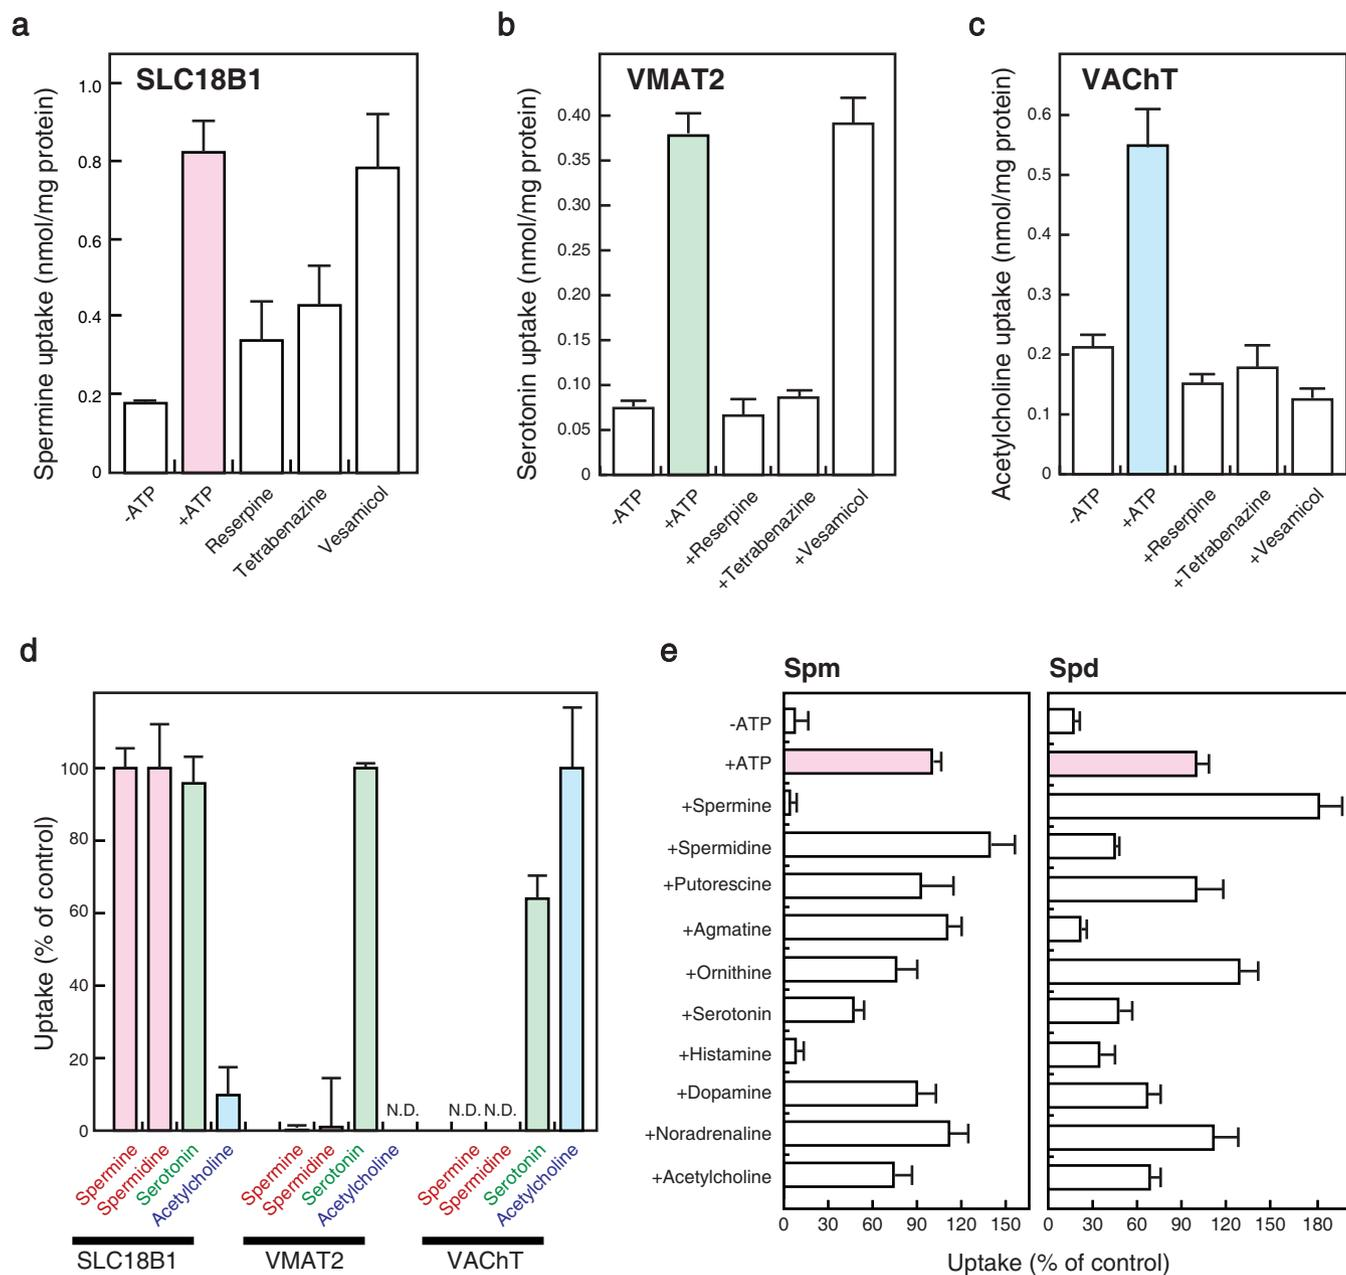 a
SLC18B1
Spermine uptake (nmol/mg protein)
1.0
0.8
0.6
0.4
0.2
0
-ATP
+ATP
Reserpine
Tetrabenazine
Vesamicol
b
VMAT2
Serotonin uptake (nmol/mg protein)
0.40
0.35
0.30
0.25
0.20
0.15
0.10
0.05
0
-ATP
+ATP
+Reserpine
+Tetrabenazine
+Vesamicol
c
VAChT
Acetylcholine uptake (nmol/mg protein)
0.6
0.5
0.4
0.3
0.2
0.1
0
-ATP
+ATP
+Reserpine
+Tetrabenazine
+Vesamicol
d
Uptake (% of control)
100
80
60
40
20
0
N.D.
N.D.
N.D.
Spermine
Spermidine
Serotonin
Acetylcholine
Spermine
Spermidine
Serotonin
Acetylcholine
Spermine
Spermidine
Serotonin
Acetylcholine
SLC18B1
VMAT2
VAChT
e
Spm
Spd
-ATP
+ATP
+Spermine
+Spermidine
+Putorescine
+Agmatine
+Ornithine
+Serotonin
+Histamine
+Dopamine
+Noradrenaline
+Acetylcholine
0 30 60 90 120 150
0 30 60 90 120 150 180
Uptake (% of control)